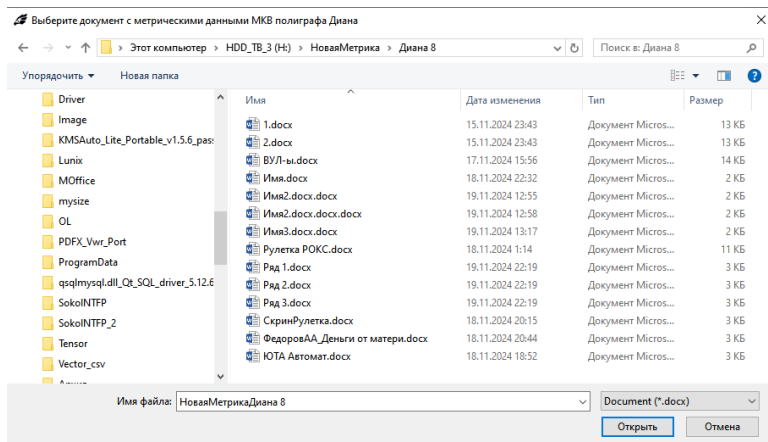 Выберите документ с метрическими данными МКВ полиграфа Диана
Этот компьютер › HDD_TB_3 (H:) › НоваяМетрика › Диана 8
Поиск в: Диана 8
Упорядочить
Новая папка
Driver
Image
KMSAuto_Lite_Portable_v1.5.6_pas
Lunix
MOffice
mysize
OL
PDFX_Vwr_Port
ProgramData
qsqlmysql.dll_Qt_SQL_driver_5.12.6
SokolNTFP
SokolNTFP_2
Tensor
Vector_csv
Имя Дата изменения Тип Размер
1.docx 15.11.2024 23:43 Документ Micros... 13 КБ
2.docx 15.11.2024 23:43 Документ Micros... 13 КБ
ВУЛ-ы.docx 17.11.2024 15:56 Документ Micros... 14 КБ
Имя.docx 18.11.2024 22:32 Документ Micros... 2 КБ
Имя2.docx.docx 19.11.2024 12:55 Документ Micros... 2 КБ
Имя2.docx.docx.docx 19.11.2024 12:58 Документ Micros... 2 КБ
Имя3.docx.docx 19.11.2024 13:17 Документ Micros... 2 КБ
Рулетка РОКС.docx 18.11.2024 1:14 Документ Micros... 11 КБ
Ряд 1.docx 19.11.2024 22:19 Документ Micros... 3 КБ
Ряд 2.docx 19.11.2024 22:19 Документ Micros... 3 КБ
Ряд 3.docx 19.11.2024 22:19 Документ Micros... 3 КБ
СкринРулетка.docx 18.11.2024 20:15 Документ Micros... 3 КБ
ФедоровАА_Деньги от матери.docx 18.11.2024 20:44 Документ Micros... 3 КБ
ЮТА Автомат.docx 18.11.2024 18:52 Документ Micros... 3 КБ
Имя файла: НоваяМетрикаДиана 8
Document (*.docx)
Открыть
Отмена